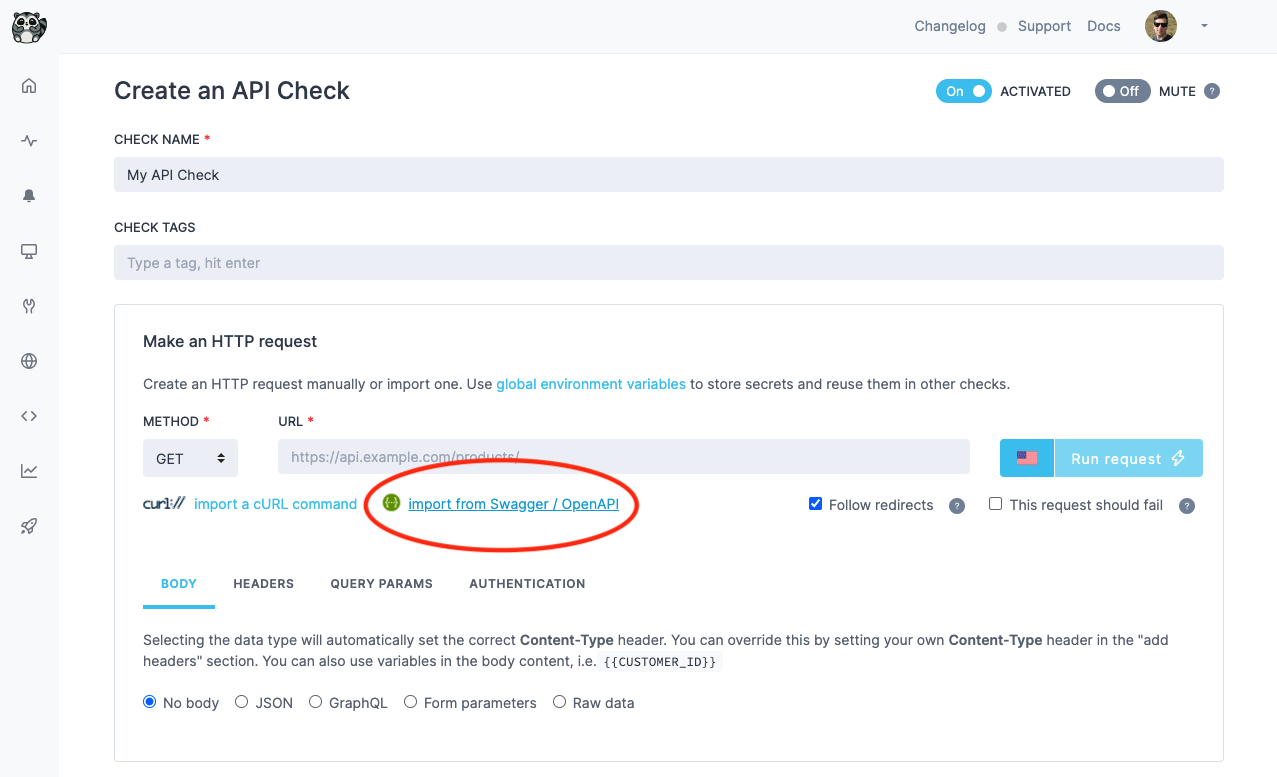 Changelog Support Docs
Create an API Check
On ACTIVATED Off MUTE ?
CHECK NAME *
My API Check
CHECK TAGS
Type a tag, hit enter
Make an HTTP request
Create an HTTP request manually or import one. Use global environment variables to store secrets and reuse them in other checks.
METHOD * URL *
GET https://api.example.com/products/ Run request
curl:// import a cURL command import from Swagger / OpenAPI Follow redirects ? This request should fail ?
BODY HEADERS QUERY PARAMS AUTHENTICATION
Selecting the data type will automatically set the correct Content-Type header. You can override this by setting your own Content-Type header in the "add
headers" section. You can also use variables in the body content, i.e. {{CUSTOMER_ID}}
No body JSON GraphQL Form parameters Raw data